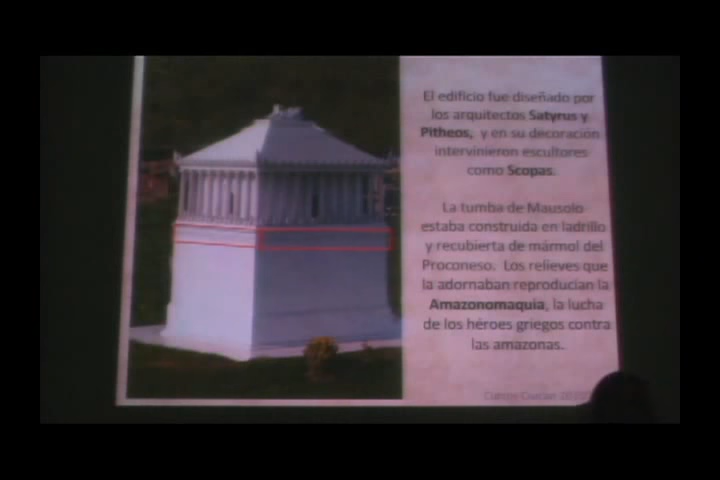 El edificio fue diseñado por
los arquitectos Satyrus y
Pitheos, y en su decoración
intervinieron escultores
como Scopas.
La tumba de Mausolo
estaba construida en ladrillo
y recubierta de mármol del
Proconeso. Los relieves que
la adornaban reproducían la
Amazonomaquia, la lucha
de los héroes griegos contra
las amazonas.